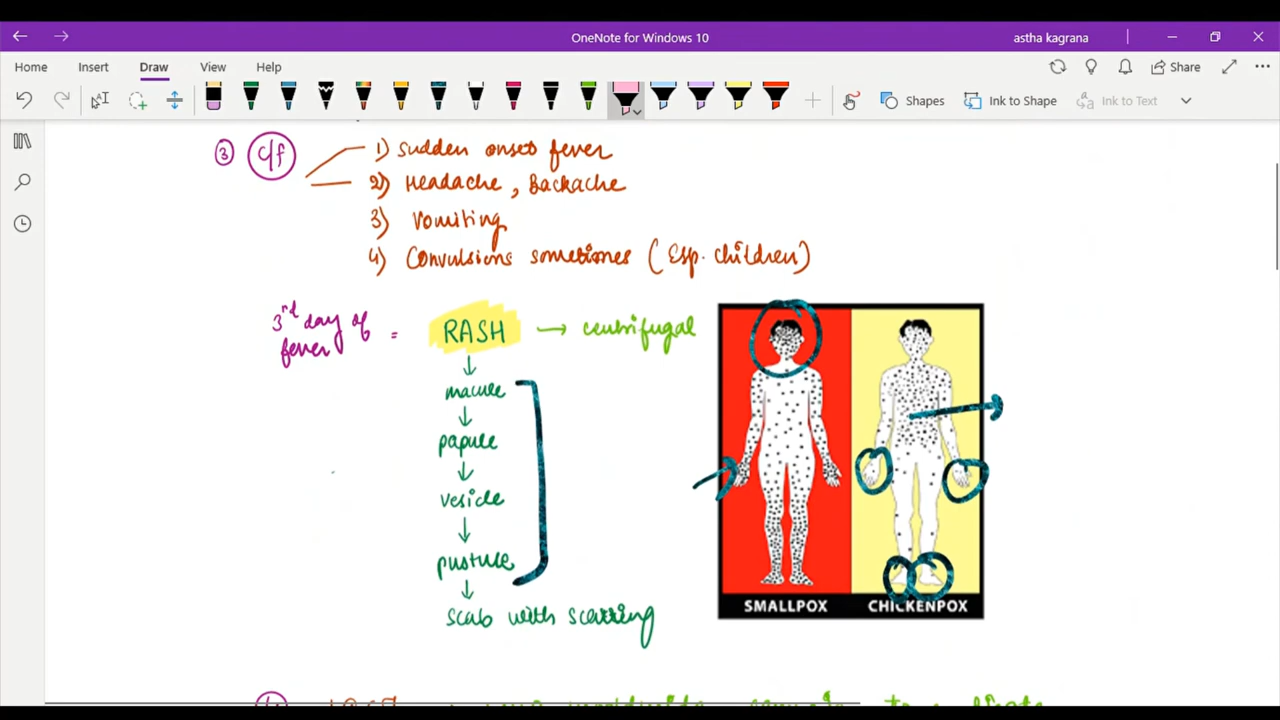 OneNote for Windows 10
astha kagrana
Home Insert Draw View Help
Share
Shapes
Ink to Shape
Ink to Text
3 c/f
1) Sudden onset fever
2) Headache, Backache
3) Vomiting
4) Convulsions sometimes (Esp. children)
3rd day of fever = RASH → centrifugal
↓
macule
↓
papule
↓
vesicle
↓
pustule
↓
scab with scarring
SMALLPOX
CHICKENPOX